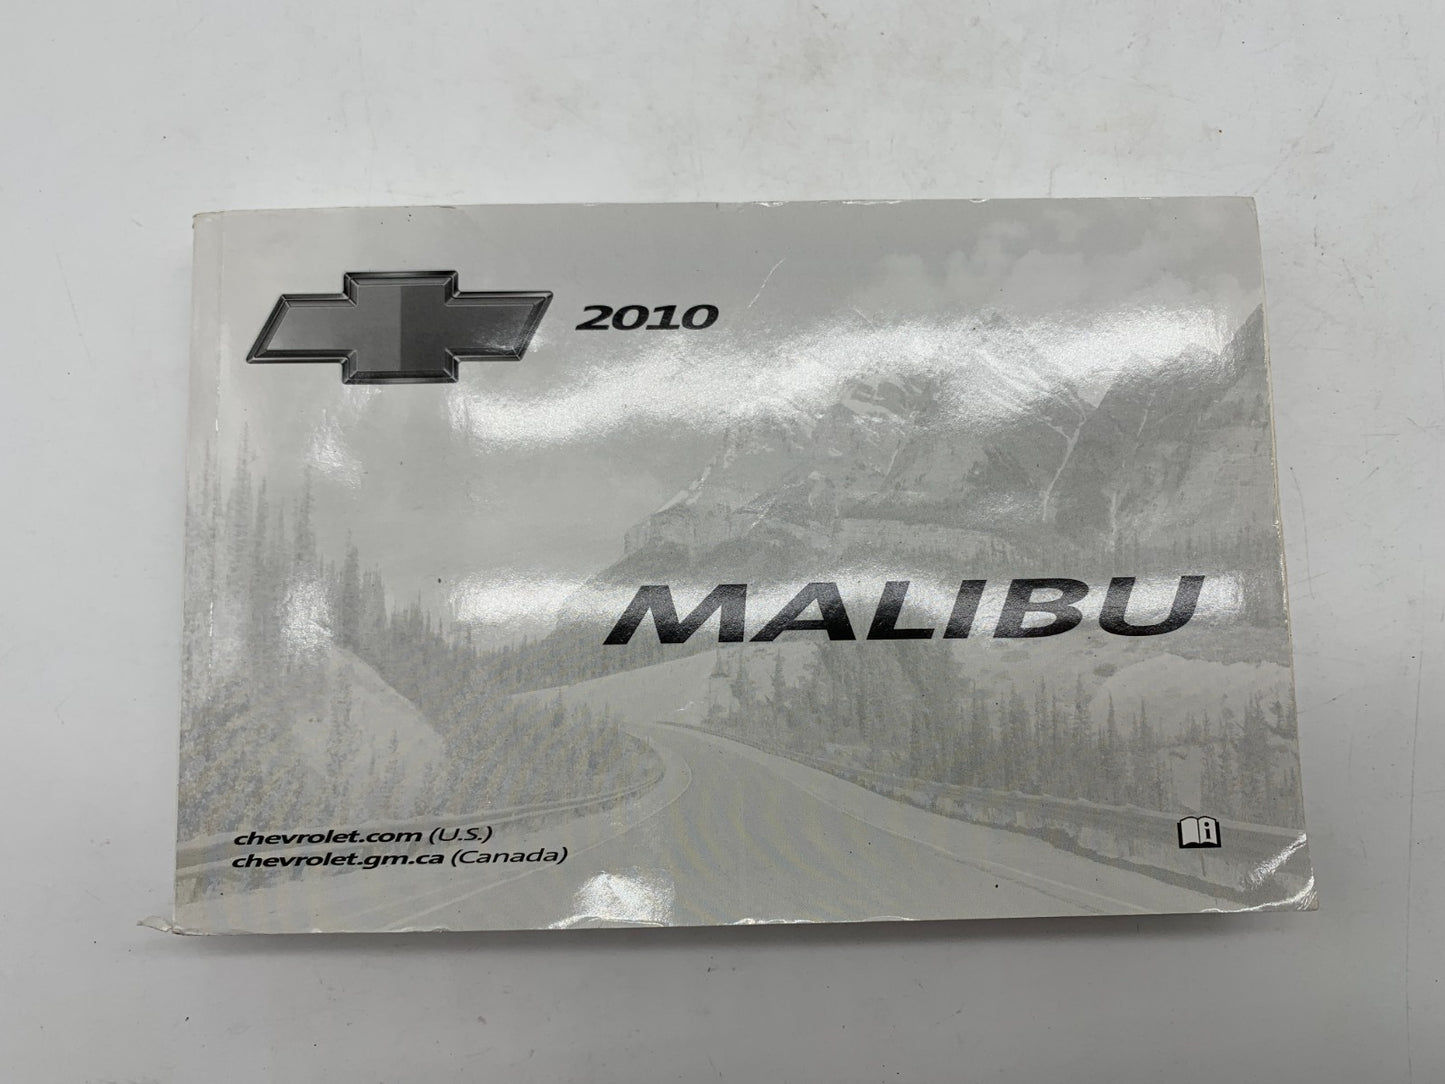 2010
MALIBU
chevrolet.com (U.S.)
chevrolet.gm.ca (Canada)
i